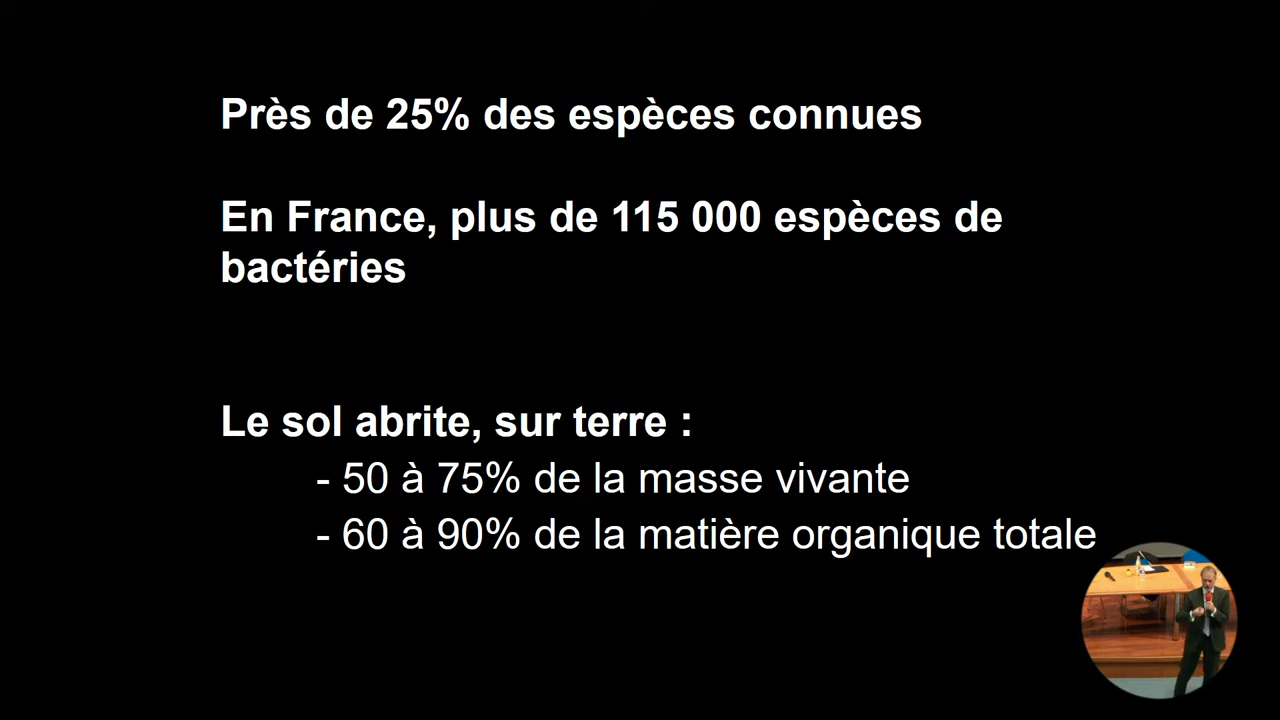 Près de 25% des espèces connues
En France, plus de 115 000 espèces de
bactéries
Le sol abrite, sur terre :
- 50 à 75% de la masse vivante
- 60 à 90% de la matière organique totale